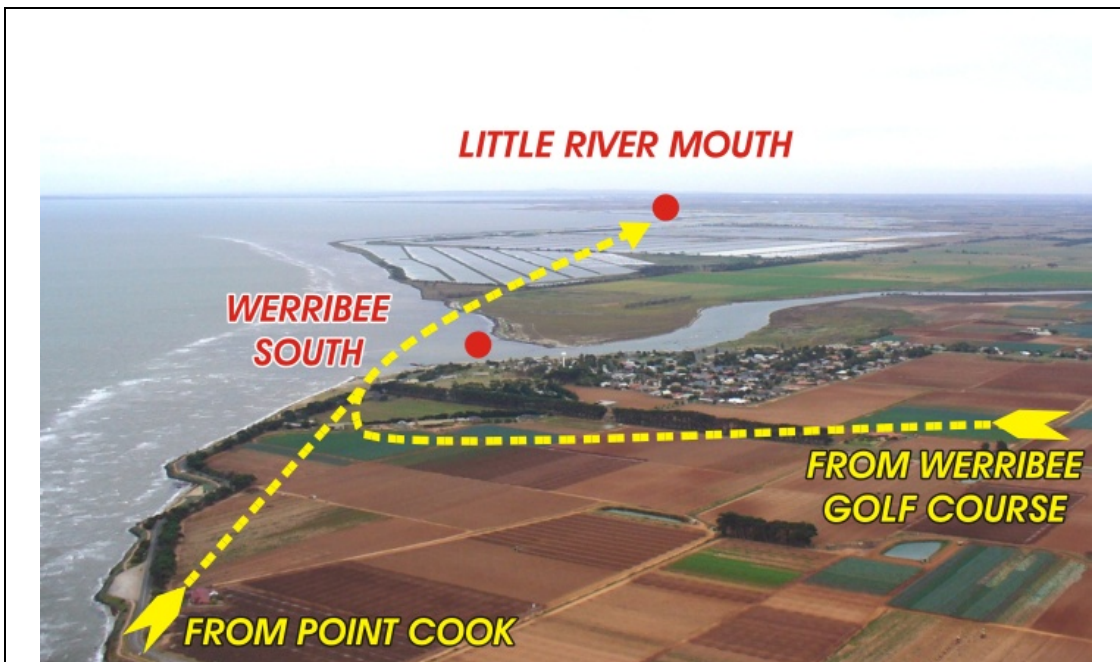 LITTLE RIVER MOUTH
WERRIBEE
SOUTH
FROM WERRIBEE
GOLF COURSE
FROM POINT COOK